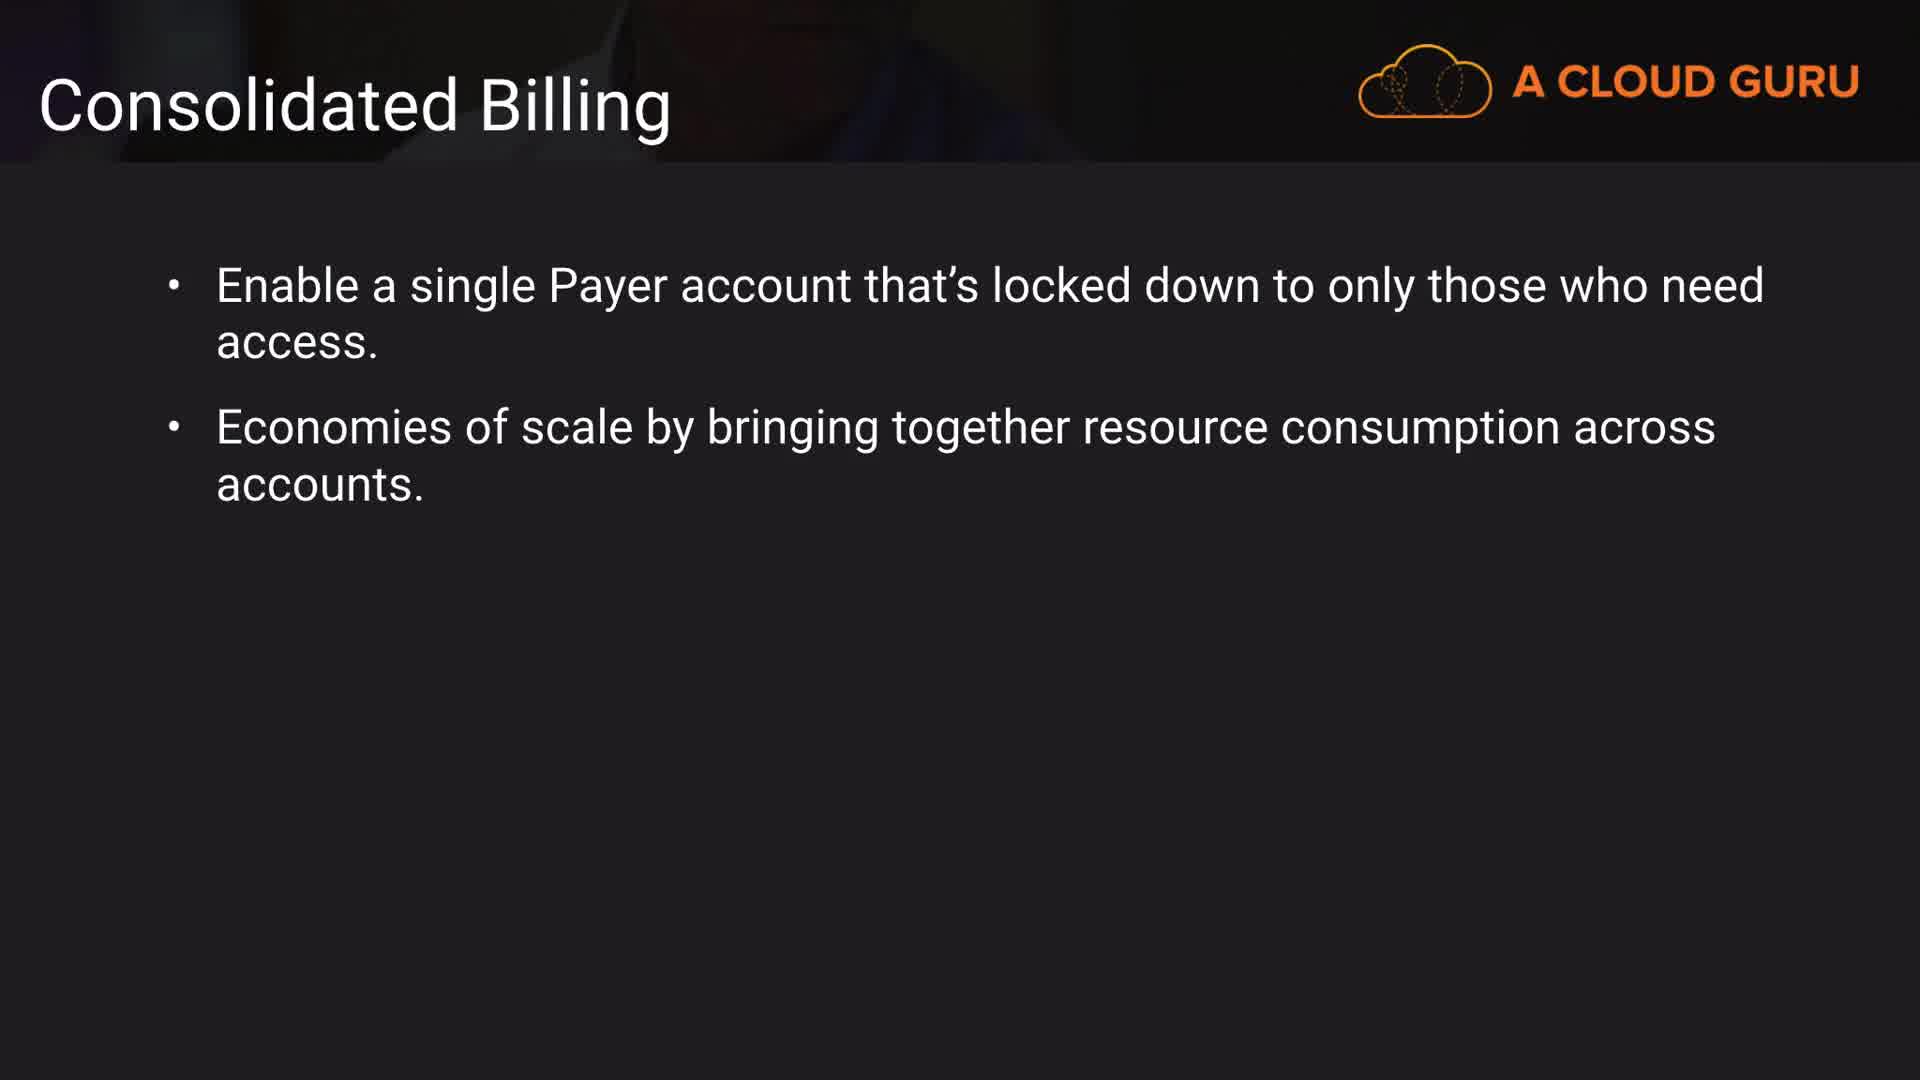 Consolidated Billing
A CLOUD GURU
• Enable a single Payer account that’s locked down to only those who need
access.
• Economies of scale by bringing together resource consumption across
accounts.